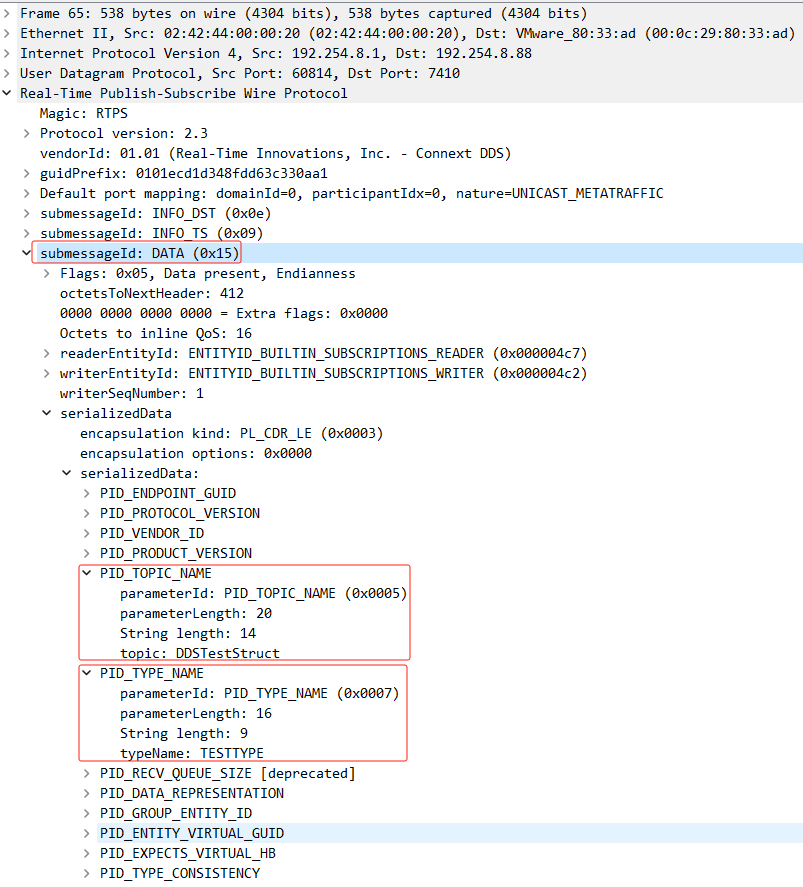 Frame 65: 538 bytes on wire (4304 bits), 538 bytes captured (4304 bits)
Ethernet II, Src: 02:42:44:00:00:20 (02:42:44:00:00:20), Dst: VMware_80:33:ad (00:0c:29:80:33:ad)
Internet Protocol Version 4, Src: 192.254.8.1, Dst: 192.254.8.88
User Datagram Protocol, Src Port: 60814, Dst Port: 7410
Real-Time Publish-Subscribe Wire Protocol
Magic: RTPS
Protocol version: 2.3
vendorId: 01.01 (Real-Time Innovations, Inc. - Connext DDS)
guidPrefix: 0101ecd1d348fdd63c330aa1
Default port mapping: domainId=0, participantIdx=0, nature=UNICAST_METATRAFFIC
submessageId: INFO_DST (0x0e)
submessageId: INFO_TS (0x09)
submessageId: DATA (0x15)
Flags: 0x05, Data present, Endianness
octetsToNextHeader: 412
0000 0000 0000 0000 = Extra flags: 0x0000
Octets to inline QoS: 16
readerEntityId: ENTITYID_BUILTIN_SUBSCRIPTIONS_READER (0x000004c7)
writerEntityId: ENTITYID_BUILTIN_SUBSCRIPTIONS_WRITER (0x000004c2)
writerSeqNumber: 1
serializedData
encapsulation kind: PL_CDR_LE (0x0003)
encapsulation options: 0x0000
serializedData:
PID_ENDPOINT_GUID
PID_PROTOCOL_VERSION
PID_VENDOR_ID
PID_PRODUCT_VERSION
PID_TOPIC_NAME
parameterId: PID_TOPIC_NAME (0x0005)
parameterLength: 20
String length: 14
topic: DDSTestStruct
PID_TYPE_NAME
parameterId: PID_TYPE_NAME (0x0007)
parameterLength: 16
String length: 9
typeName: TESTTYPE
PID_RECV_QUEUE_SIZE [deprecated]
PID_DATA_REPRESENTATION
PID_GROUP_ENTITY_ID
PID_ENTITY_VIRTUAL_GUID
PID_EXPECTS_VIRTUAL_HB
PID_TYPE_CONSISTENCY